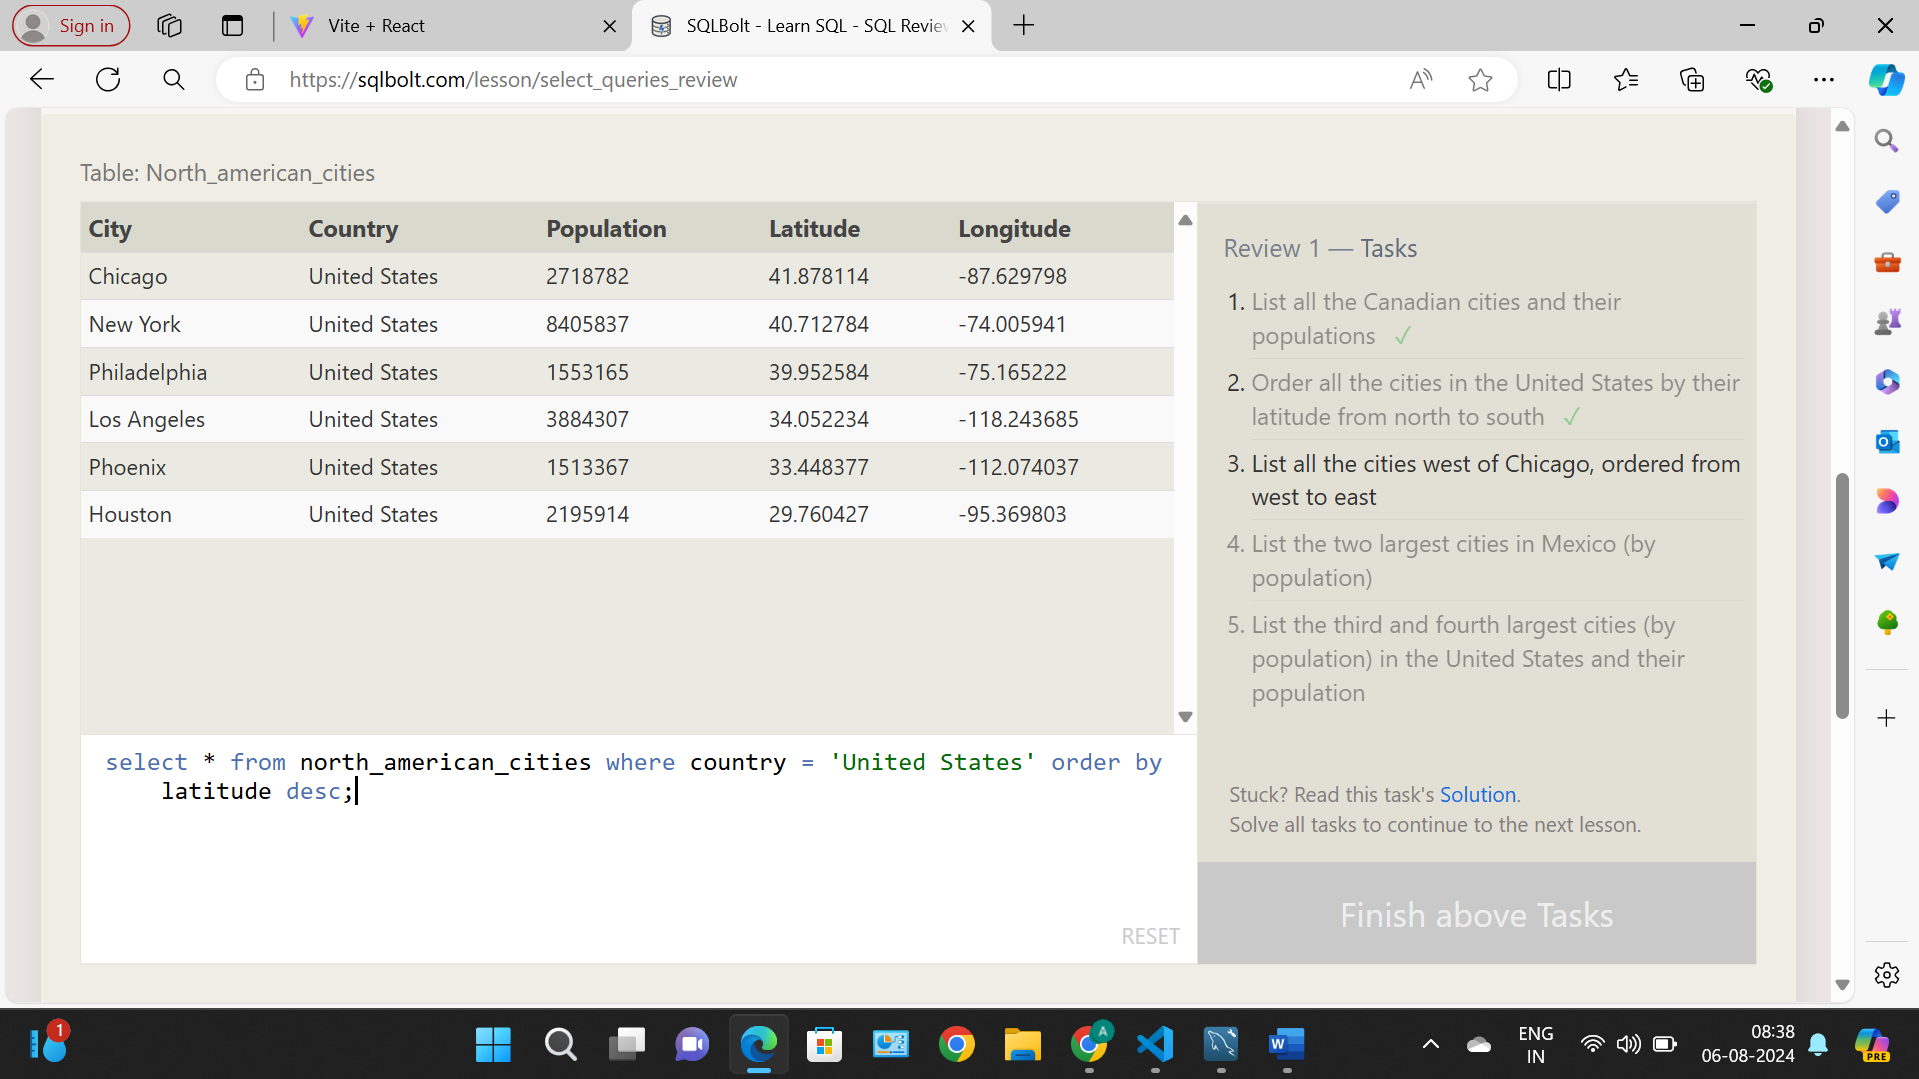 Sign in
Vite + React
SQLBolt - Learn SQL - SQL Review
https://sqlbolt.com/lesson/select_queries_review
Table: North_american_cities
City Country Population Latitude Longitude
Chicago United States 2718782 41.878114 -87.629798
New York United States 8405837 40.712784 -74.005941
Philadelphia United States 1553165 39.952584 -75.165222
Los Angeles United States 3884307 34.052234 -118.243685
Phoenix United States 1513367 33.448377 -112.074037
Houston United States 2195914 29.760427 -95.369803
select * from north_american_cities where country = 'United States' order by
latitude desc;
RESET
Review 1 — Tasks
1. List all the Canadian cities and their
populations ✓
2. Order all the cities in the United States by their
latitude from north to south ✓
3. List all the cities west of Chicago, ordered from
west to east
4. List the two largest cities in Mexico (by
population)
5. List the third and fourth largest cities (by
population) in the United States and their
population
Stuck? Read this task's Solution.
Solve all tasks to continue to the next lesson.
Finish above Tasks
1
A
W
ENG
IN
08:38
06-08-2024
PRE